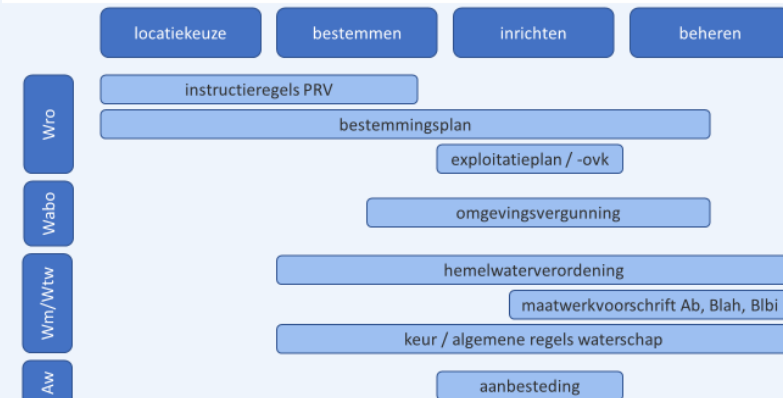 locatiekeuze bestemmen inrichten beheren
Wro
instructieregels PRV
bestemmingsplan
exploitatieplan / -ovk
Wabo
omgevingsvergunning
Wm/Wtw
hemelwaterverordening
maatwerkvoorschrift Ab, Blah, Blbi
keur / algemene regels waterschap
Aw
aanbesteding